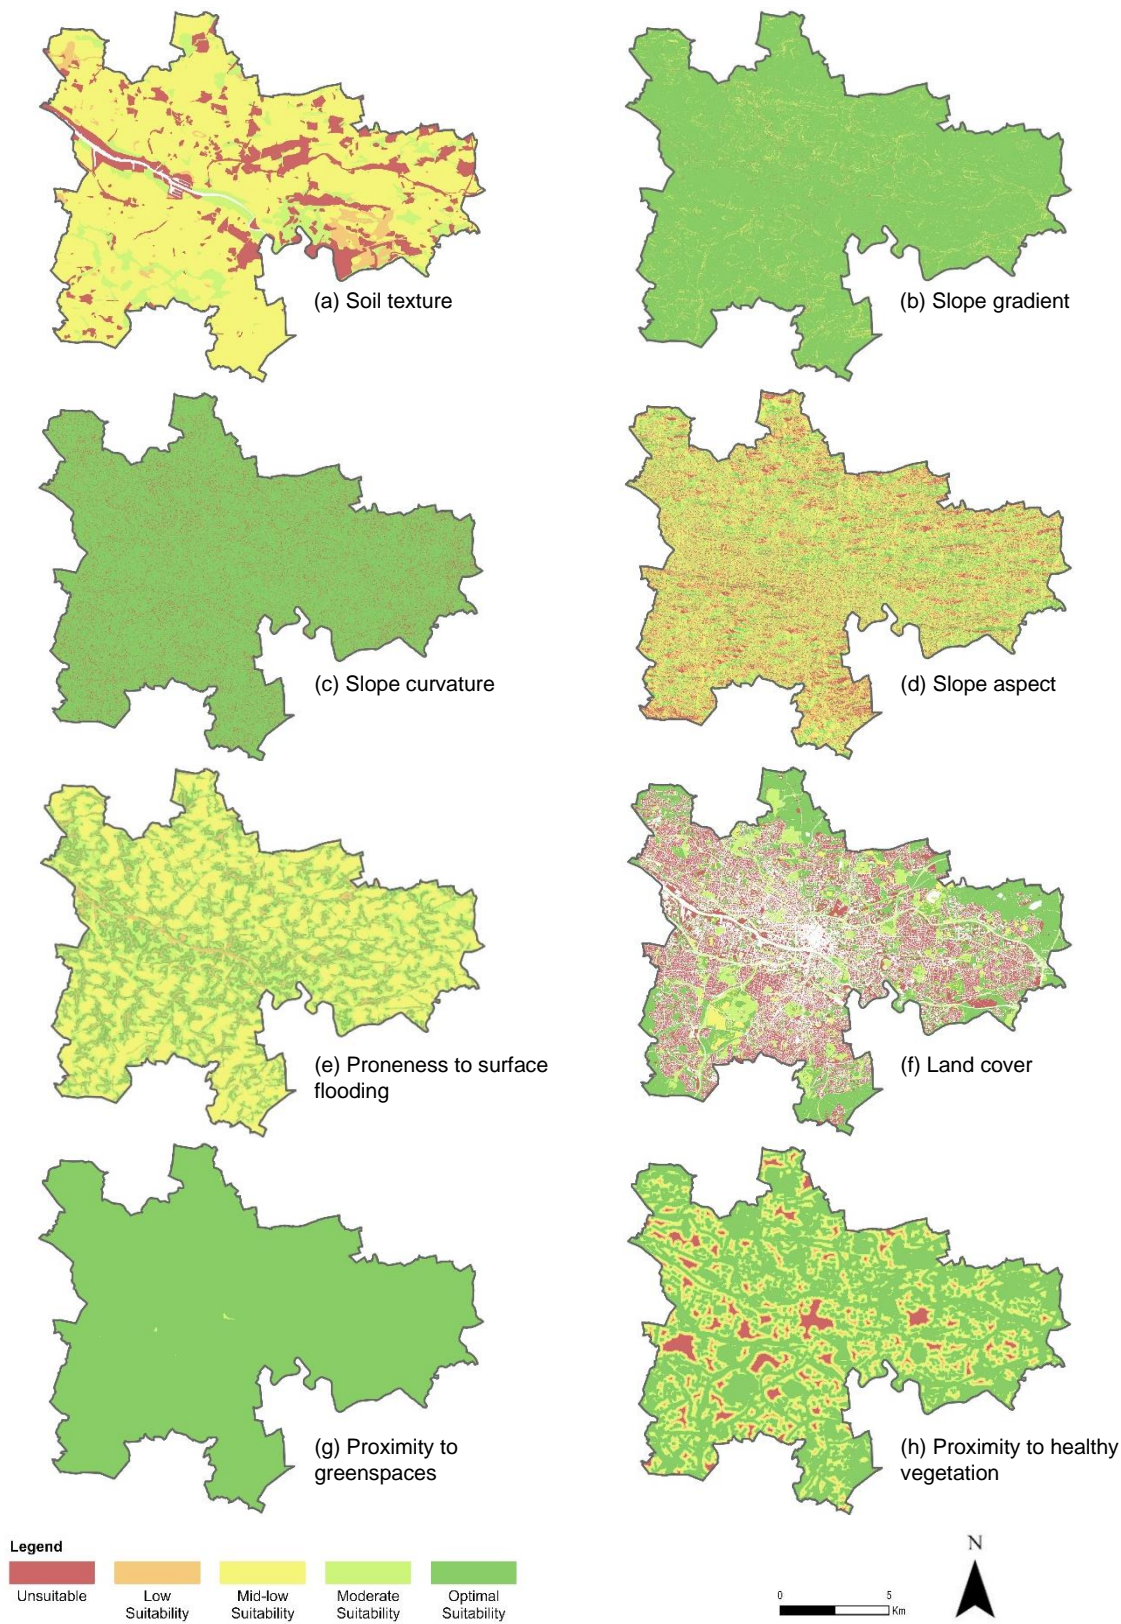 (a) Soil texture
(b) Slope gradient
(c) Slope curvature
(d) Slope aspect
(e) Proneness to surface
flooding
(f) Land cover
(g) Proximity to
greenspaces
(h) Proximity to healthy
vegetation
Legend
Unsuitable
Low
Suitability
Mid-low
Suitability
Moderate
Suitability
Optimal
Suitability
0 5
Km
N